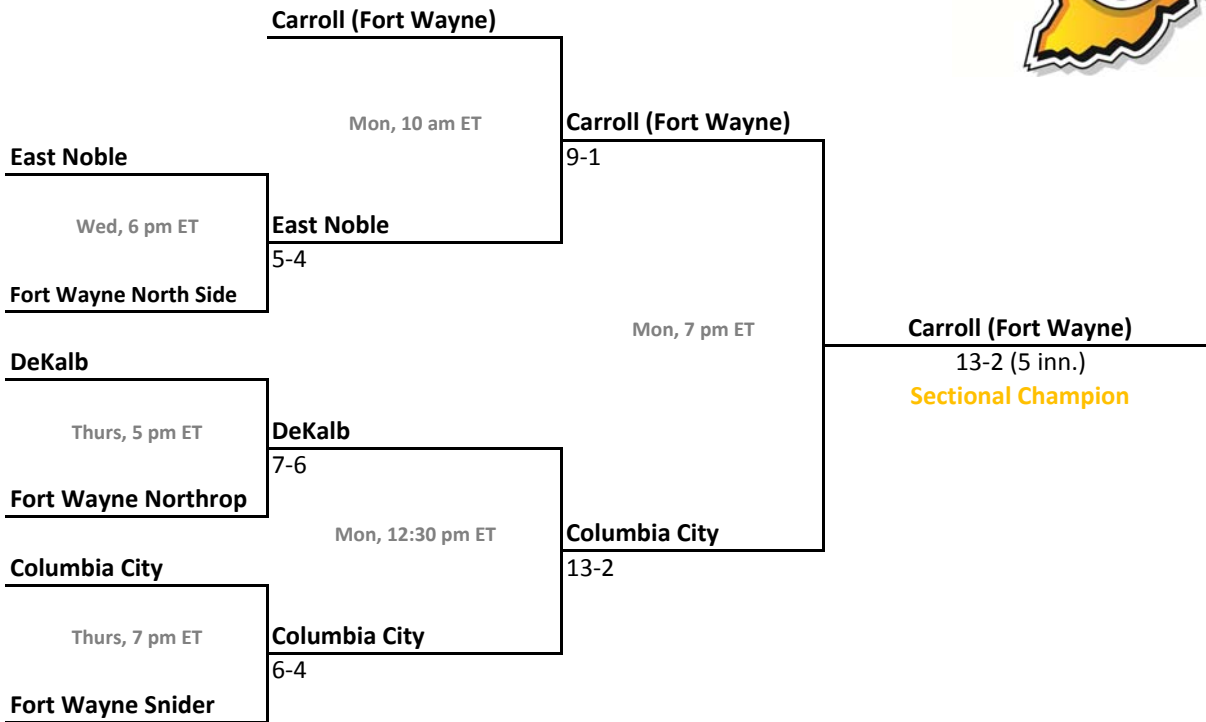 Carroll (Fort Wayne)
Mon, 10 am ET
Carroll (Fort Wayne)
9-1
East Noble
Wed, 6 pm ET
East Noble
5-4
Fort Wayne North Side
Mon, 7 pm ET
Carroll (Fort Wayne)
13-2 (5 inn.)
Sectional Champion
DeKalb
Thurs, 5 pm ET
DeKalb
7-6
Fort Wayne Northrop
Mon, 12:30 pm ET
Columbia City
13-2
Columbia City
Thurs, 7 pm ET
Columbia City
6-4
Fort Wayne Snider